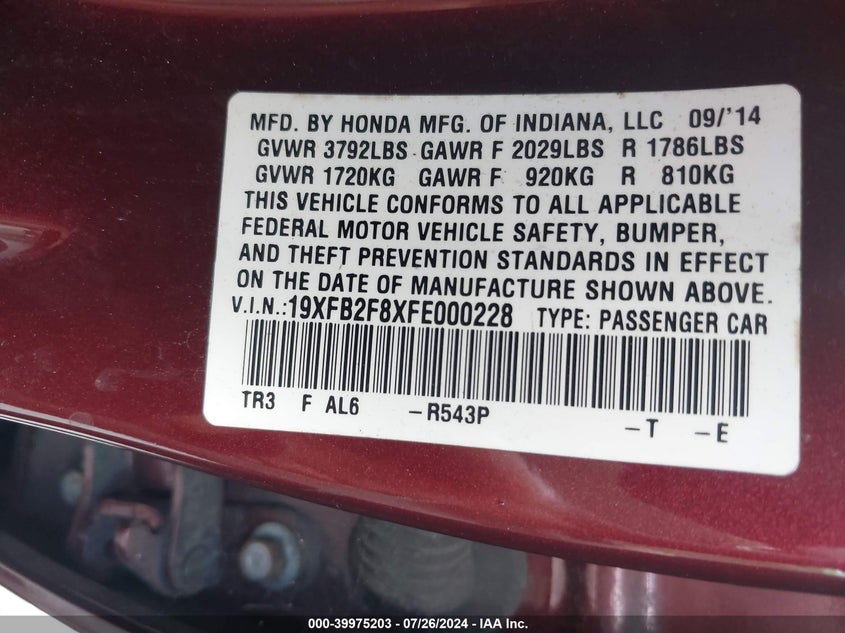 MFD. BY HONDA MFG. OF INDIANA, LLC 09/'14
GVWR 3792LBS GAWR F 2029LBS R 1786LBS
GVWR 1720KG GAWR F 920KG R 810KG
THIS VEHICLE CONFORMS TO ALL APPLICABLE
FEDERAL MOTOR VEHICLE SAFETY, BUMPER,
AND THEFT PREVENTION STANDARDS IN EFFECT
ON THE DATE OF MANUFACTURE SHOWN ABOVE.
V.I.N.:19XFB2F8XFE000228 TYPE: PASSENGER CAR
TR3 F AL6 -R543P -T -E
000-39975203 - 07/26/2024 - IAA Inc.